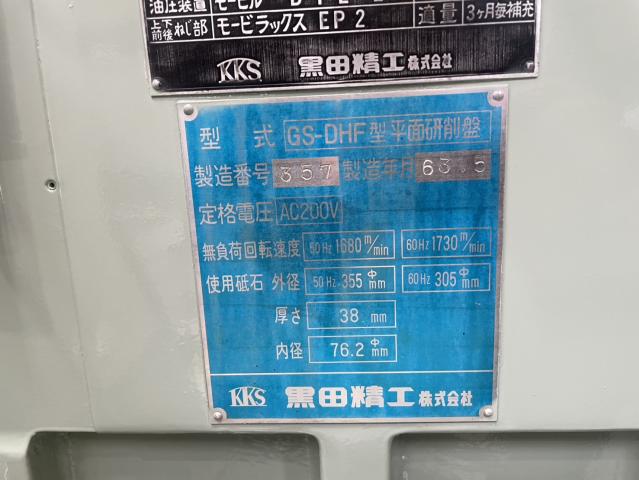 油圧装置 モービル
適量 3ヶ月毎補充
上下前後ねじ部 モービラックス EP 2
KKS 黒田精工株式会社
型式 GS-DHF型平面研削盤
製造番号 357 製造年月 63.5
定格電圧 AC200V
無負荷回転速度 50Hz 1680 m/min 60Hz 1730 m/min
使用砥石 外径 50Hz 355 φmm 60Hz 305 φmm
厚さ 38. mm
内径 76.2 φmm
KKS 黒田精工株式会社